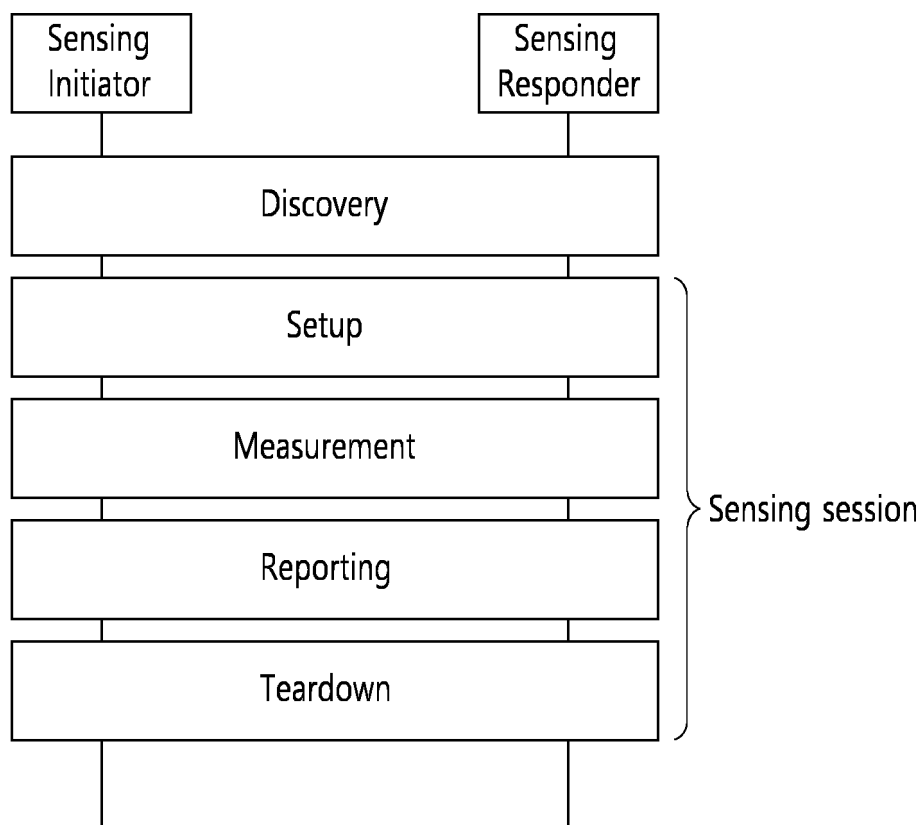 Sensing
Initiator
Sensing
Responder
Discovery
Setup
Measurement
Reporting
Teardown
Sensing session